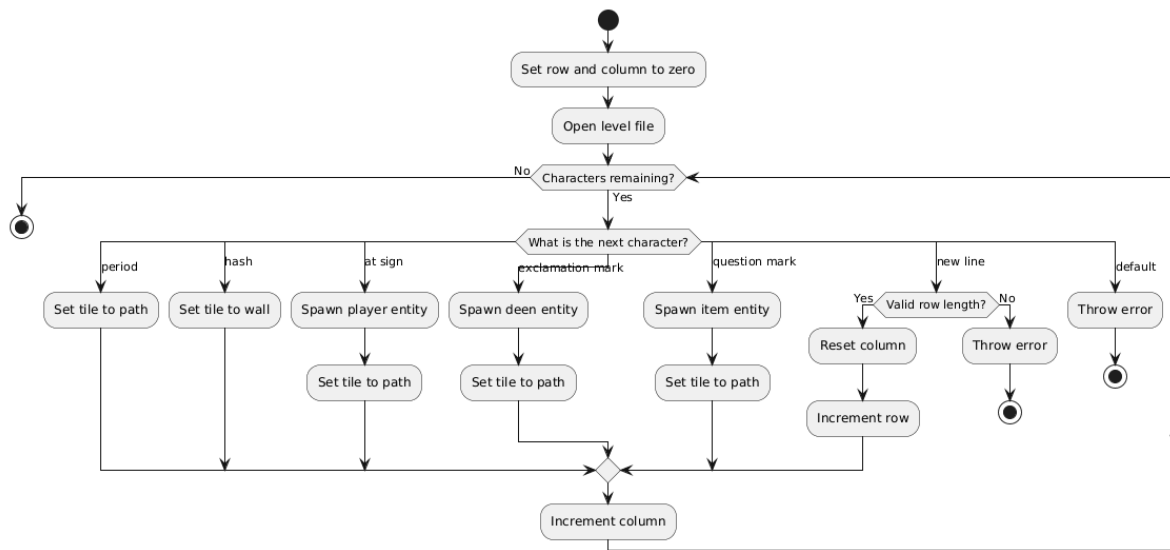 Set row and column to zero
Open level file
No
Characters remaining?
Yes
What is the next character?
period
hash
at sign
exclamation mark
question mark
new line
default
Set tile to path
Set tile to wall
Spawn player entity
Spawn deen entity
Spawn item entity
Yes
Valid row length?
No
Throw error
Reset column
Throw error
Set tile to path
Set tile to path
Set tile to path
Increment row
Increment column